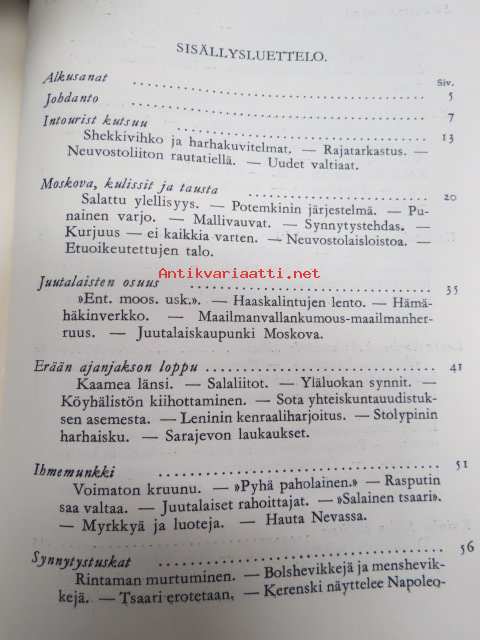 SISÄLLYSLUETTELO.
Siv.
Alkusanat . . . . . . . . . . . . . . . . . . . . . . . . 5
Johdanto . . . . . . . . . . . . . . . . . . . . . . . . 7
Intourist kutsuu . . . . . . . . . . . . . . . . . . . . 13
Shekkivihko ja harhakuvitelmat. — Rajatarkastus. —
Neuvostoliiton rautatiellä. — Uudet valtiaat.
Moskova, kulissit ja tausta . . . . . . . . . . . . . . 20
Salattu ylellisyys. — Potemkinin järjestelmä. — Pu-
nainen varjo. — Mallivauvat. — Synnytystehdas. —
Kurjuus — ei kaikkia varten. — Neuvostolaisloistoa. —
Etuoikeutettujen talo.
Antikvariaatti.net
Juutalaisten osuus . . . . . . . . . . . . . . . . . . 35
»Ent. moos. usk.». — Haaskalintujen lento. — Hämä-
häkinverkko. — Maailmanvallankumous-maailmanher-
ruus. — Juutalaiskaupunki Moskova.
Erään ajanjakson loppu . . . . . . . . . . . . . . . . 41
Kaamea länsi. — Salaliitot. — Yläluokan synnit. —
Köyhälistön kiihottaminen. — Sota yhteiskuntauudistuk-
sen asemesta. — Leninin kenraaliharjoitus. — Stolypinin
harhaisku. — Sarajevon laukaukset.
Ihmemunkki . . . . . . . . . . . . . . . . . . . . . . 51
Voimaton kruunu. — »Pyhä paholainen.» — Rasputin
saa valtaa. — Juutalaiset rahoittajat. — »Salainen tsaari».
— Myrkkyä ja luoteja. — Hauta Nevassa.
Synnytystuskat . . . . . . . . . . . . . . . . . . . . 56
Rintaman murtuminen. — Bolshevikkejä ja menshevik-
kejä. — Tsaari erotetaan, — Kerenski näyttelee Napoleo-